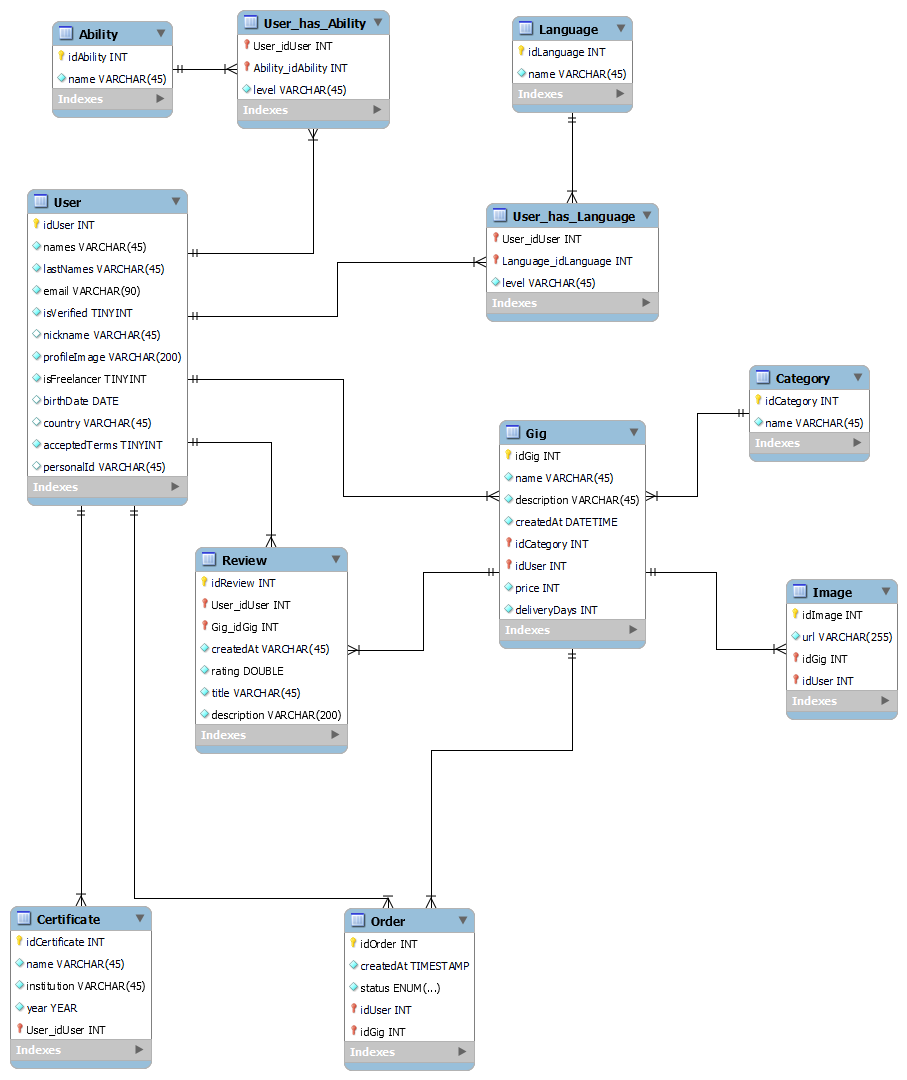 Ability
idAbility INT
name VARCHAR(45)
Indexes
User_has_Ability
User_idUser INT
Ability_idAbility INT
level VARCHAR(45)
Indexes
Language
idLanguage INT
name VARCHAR(45)
Indexes
User
idUser INT
names VARCHAR(45)
lastNames VARCHAR(45)
email VARCHAR(90)
isVerified TINYINT
nickname VARCHAR(45)
profileImage VARCHAR(200)
isFreelancer TINYINT
birthDate DATE
country VARCHAR(45)
acceptedTerms TINYINT
personalId VARCHAR(45)
Indexes
User_has_Language
User_idUser INT
Language_idLanguage INT
level VARCHAR(45)
Indexes
Category
idCategory INT
name VARCHAR(45)
Indexes
Gig
idGig INT
name VARCHAR(45)
description VARCHAR(45)
createdAt DATETIME
idCategory INT
idUser INT
price INT
deliveryDays INT
Indexes
Review
idReview INT
User_idUser INT
Gig_idGig INT
createdAt VARCHAR(45)
rating DOUBLE
title VARCHAR(45)
description VARCHAR(200)
Indexes
Image
idImage INT
url VARCHAR(255)
idGig INT
idUser INT
Indexes
Certificate
idCertificate INT
name VARCHAR(45)
institution VARCHAR(45)
year YEAR
User_idUser INT
Indexes
Order
idOrder INT
createdAt TIMESTAMP
status ENUM(...)
idUser INT
idGig INT
Indexes